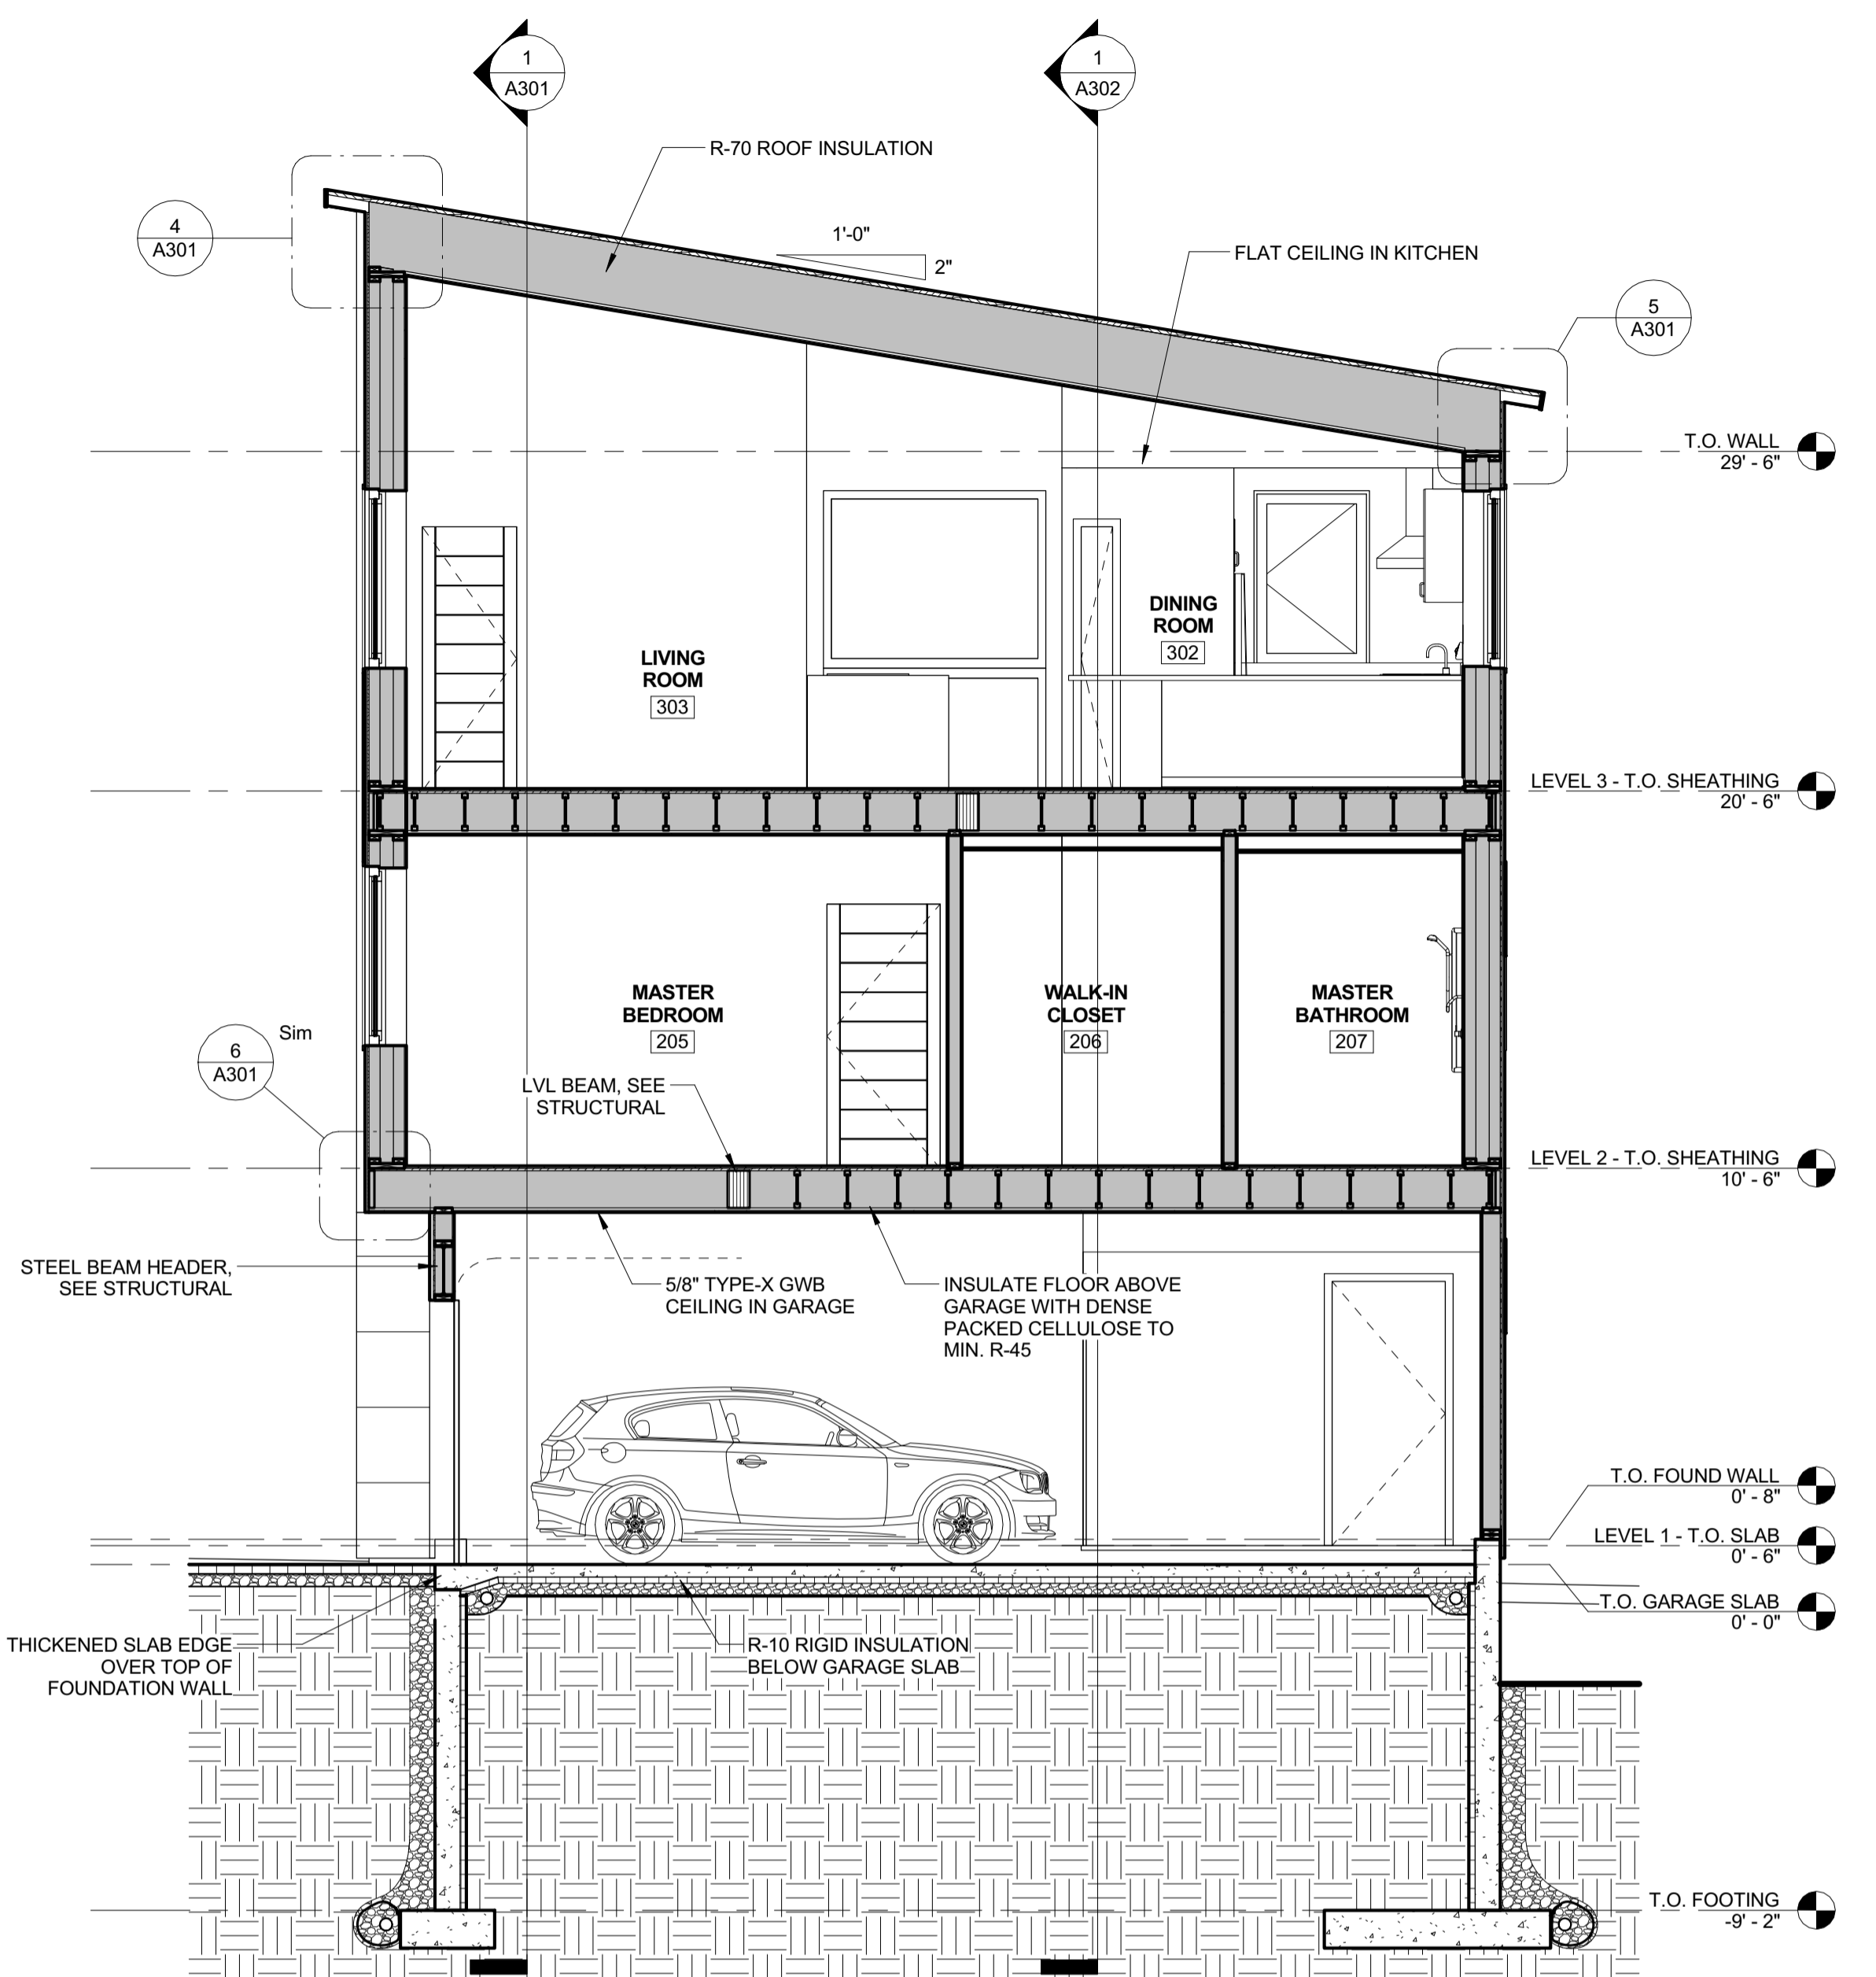 1
A301
1
A302
R-70 ROOF INSULATION
4
A301
1'-0"
2"
FLAT CEILING IN KITCHEN
5
A301
T.O. WALL
29' - 6"
DINING
ROOM
302
LIVING
ROOM
303
LEVEL 3 - T.O. SHEATHING
20' - 6"
MASTER
BEDROOM
205
WALK-IN
CLOSET
206
MASTER
BATHROOM
207
6
A301
Sim
LVL BEAM, SEE
STRUCTURAL
LEVEL 2 - T.O. SHEATHING
10' - 6"
STEEL BEAM HEADER,
SEE STRUCTURAL
5/8" TYPE-X GWB
CEILING IN GARAGE
INSULATE FLOOR ABOVE
GARAGE WITH DENSE
PACKED CELLULOSE TO
MIN. R-45
T.O. FOUND WALL
0' - 8"
LEVEL 1 - T.O. SLAB
0' - 6"
T.O. GARAGE SLAB
0' - 0"
THICKENED SLAB EDGE
OVER TOP OF
FOUNDATION WALL
R-10 RIGID INSULATION
BELOW GARAGE SLAB
T.O. FOOTING
-9' - 2"